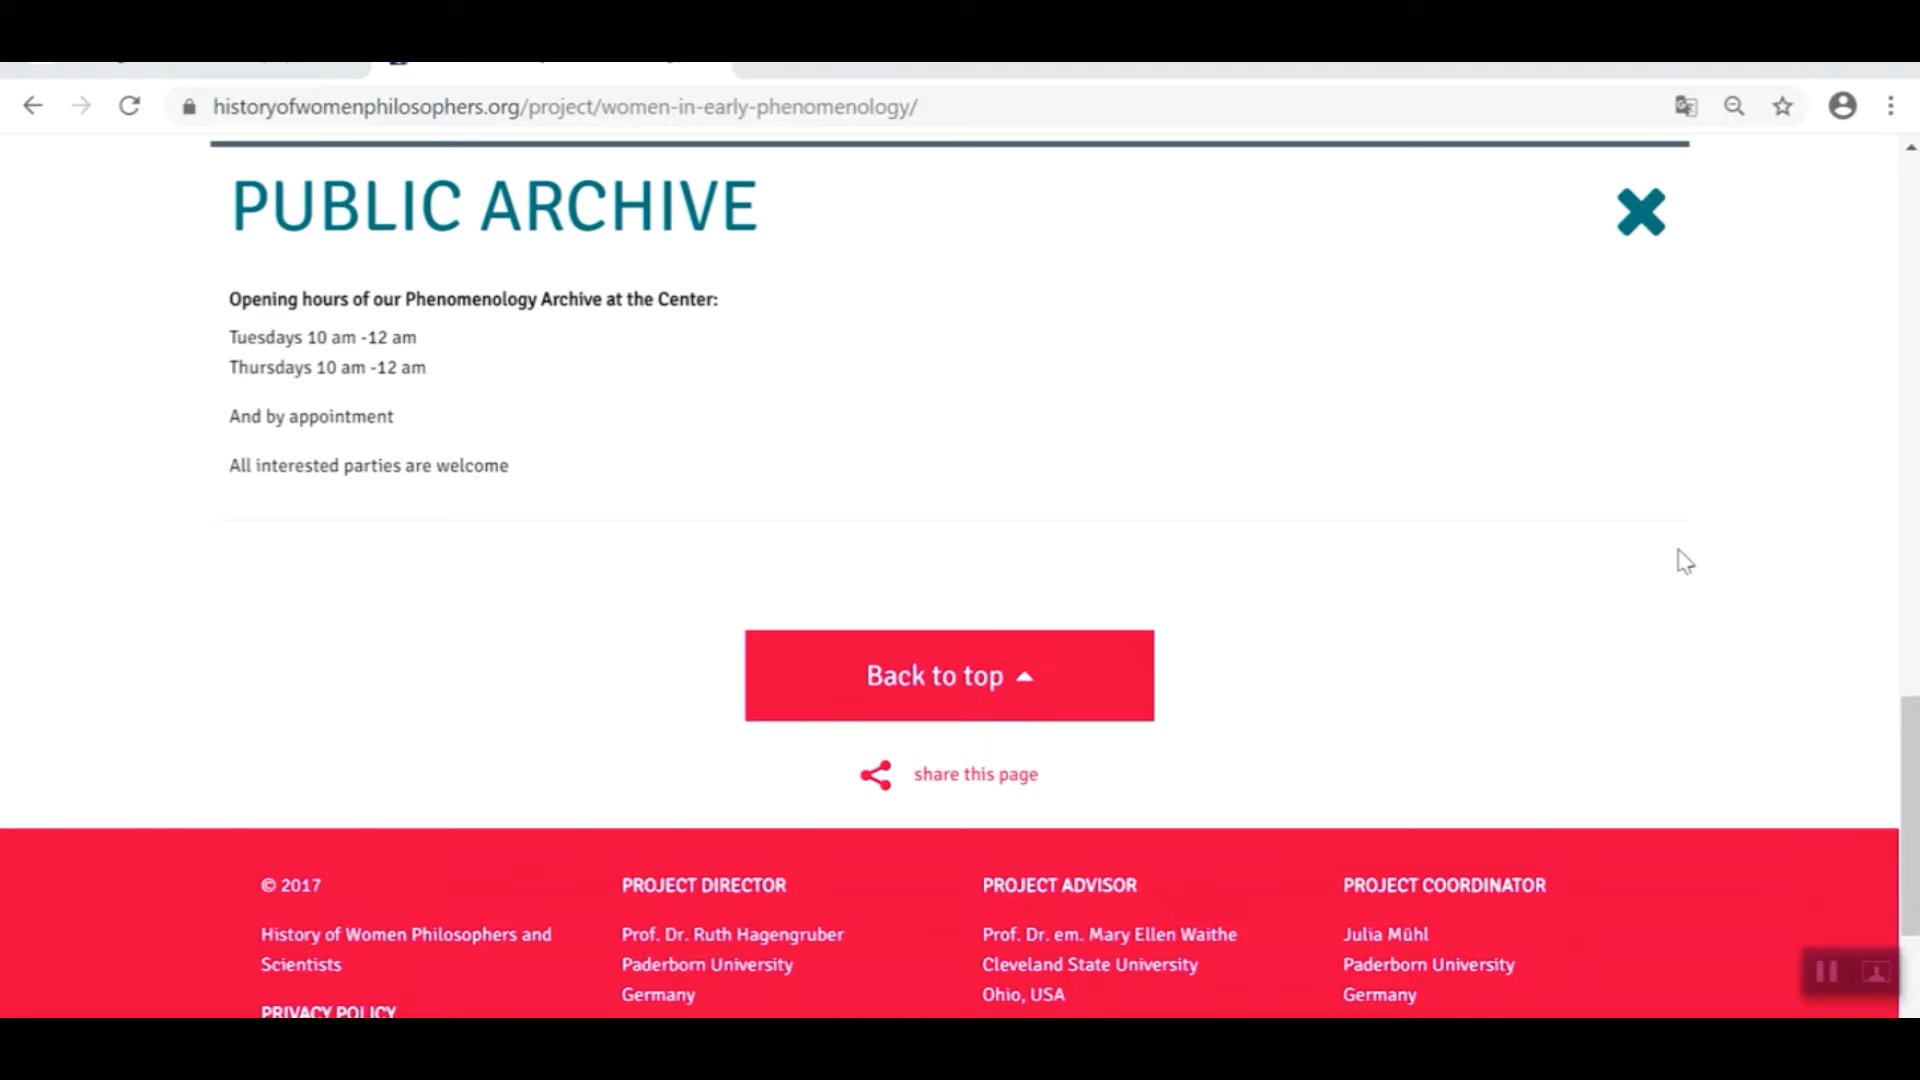 historyofwomenphilosophers.org/project/women-in-early-phenomenology/
PUBLIC ARCHIVE
Opening hours of our Phenomenology Archive at the Center:
Tuesdays 10 am -12 am
Thursdays 10 am -12 am
And by appointment
All interested parties are welcome
Back to top
share this page
© 2017
History of Women Philosophers and
Scientists
PRIVACY POLICY
PROJECT DIRECTOR
Prof. Dr. Ruth Hagengruber
Paderborn University
Germany
PROJECT ADVISOR
Prof. Dr. em. Mary Ellen Waithe
Cleveland State University
Ohio, USA
PROJECT COORDINATOR
Julia Mühl
Paderborn University
Germany